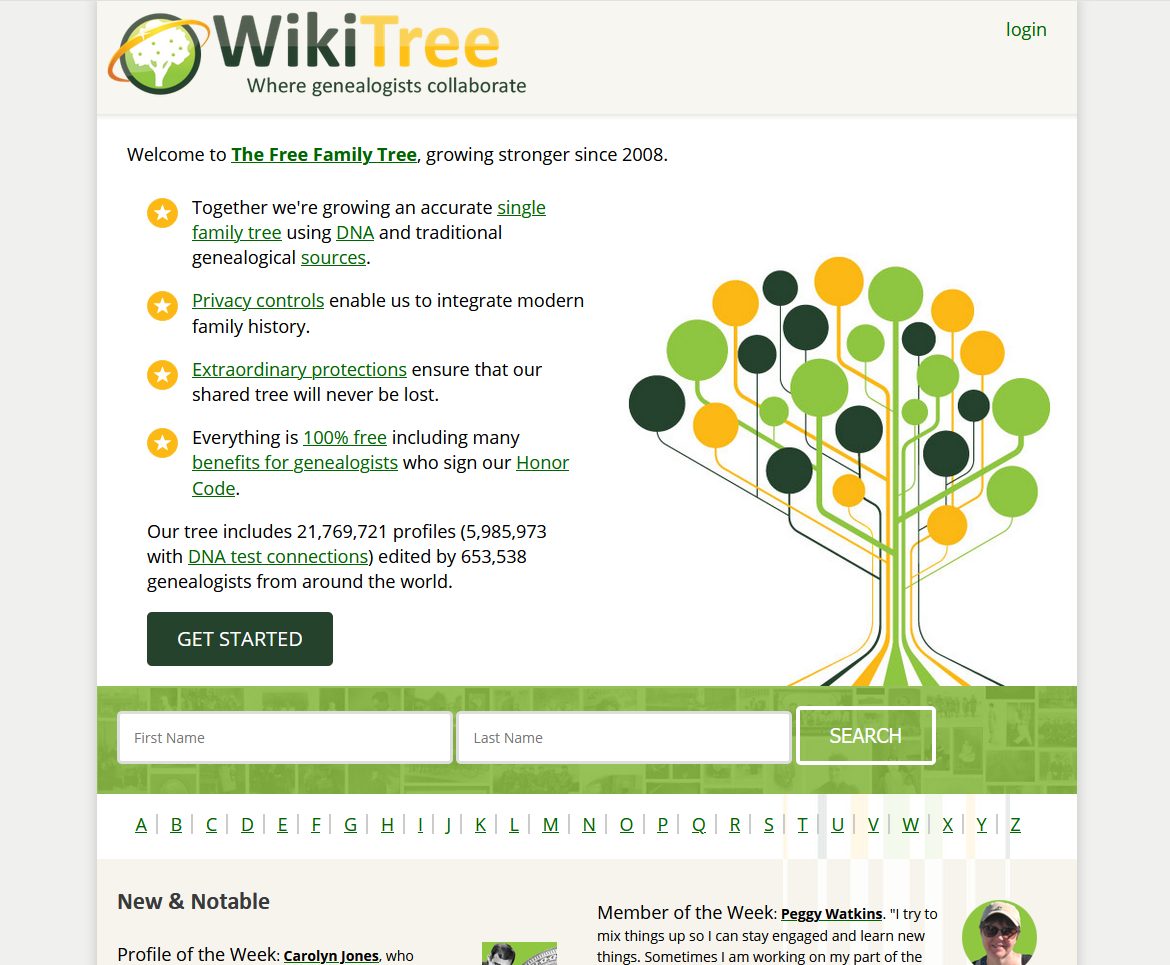 WikiTree
Where genealogists collaborate
login
Welcome to The Free Family Tree, growing stronger since 2008.
Together we're growing an accurate single
family tree using DNA and traditional
genealogical sources.
Privacy controls enable us to integrate modern
family history.
Extraordinary protections ensure that our
shared tree will never be lost.
Everything is 100% free including many
benefits for genealogists who sign our Honor
Code.
Our tree includes 21,769,721 profiles (5,985,973
with DNA test connections) edited by 653,538
genealogists from around the world.
GET STARTED
First Name Last Name SEARCH
A | B | C | D | E | F | G | H | I | J | K | L | M | N | O | P | Q | R | S | T | U | V | W | X | Y | Z
New & Notable
Profile of the Week: Carolyn Jones, who
Member of the Week: Peggy Watkins. "I try to
mix things up so I can stay engaged and learn new
things. Sometimes I am working on my part of the